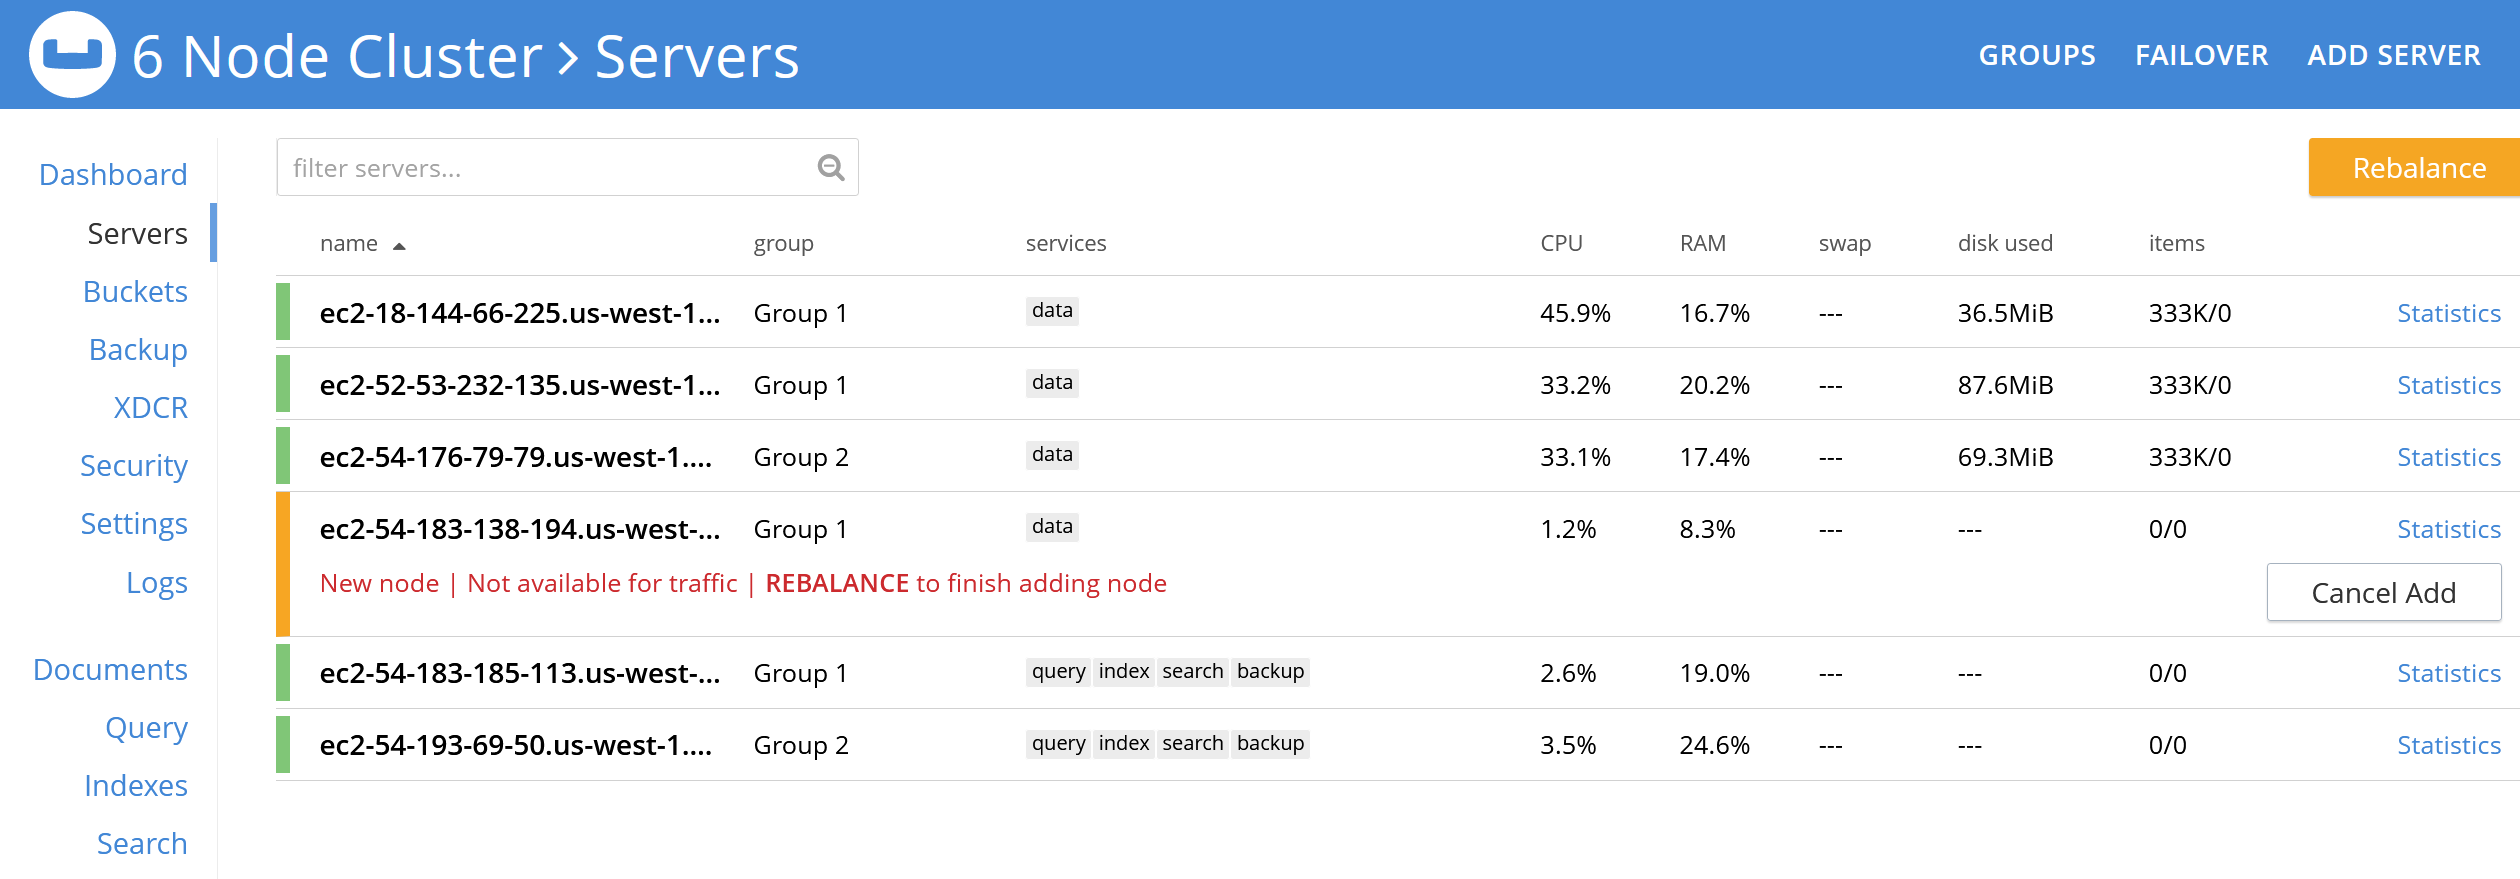 6 Node Cluster > Servers
GROUPS FAILOVER ADD SERVER
Dashboard
Servers
Buckets
Backup
XDCR
Security
Settings
Logs
Documents
Query
Indexes
Search
filter servers...
Rebalance
name group services CPU RAM swap disk used items
ec2-18-144-66-225.us-west-1... Group 1 data 45.9% 16.7% --- 36.5MiB 333K/0 Statistics
ec2-52-53-232-135.us-west-1... Group 1 data 33.2% 20.2% --- 87.6MiB 333K/0 Statistics
ec2-54-176-79-79.us-west-1.... Group 2 data 33.1% 17.4% --- 69.3MiB 333K/0 Statistics
ec2-54-183-138-194.us-west-... Group 1 data 1.2% 8.3% --- --- 0/0 Statistics
New node | Not available for traffic | REBALANCE to finish adding node
Cancel Add
ec2-54-183-185-113.us-west-... Group 1 query index search backup 2.6% 19.0% --- --- 0/0 Statistics
ec2-54-193-69-50.us-west-1.... Group 2 query index search backup 3.5% 24.6% --- --- 0/0 Statistics